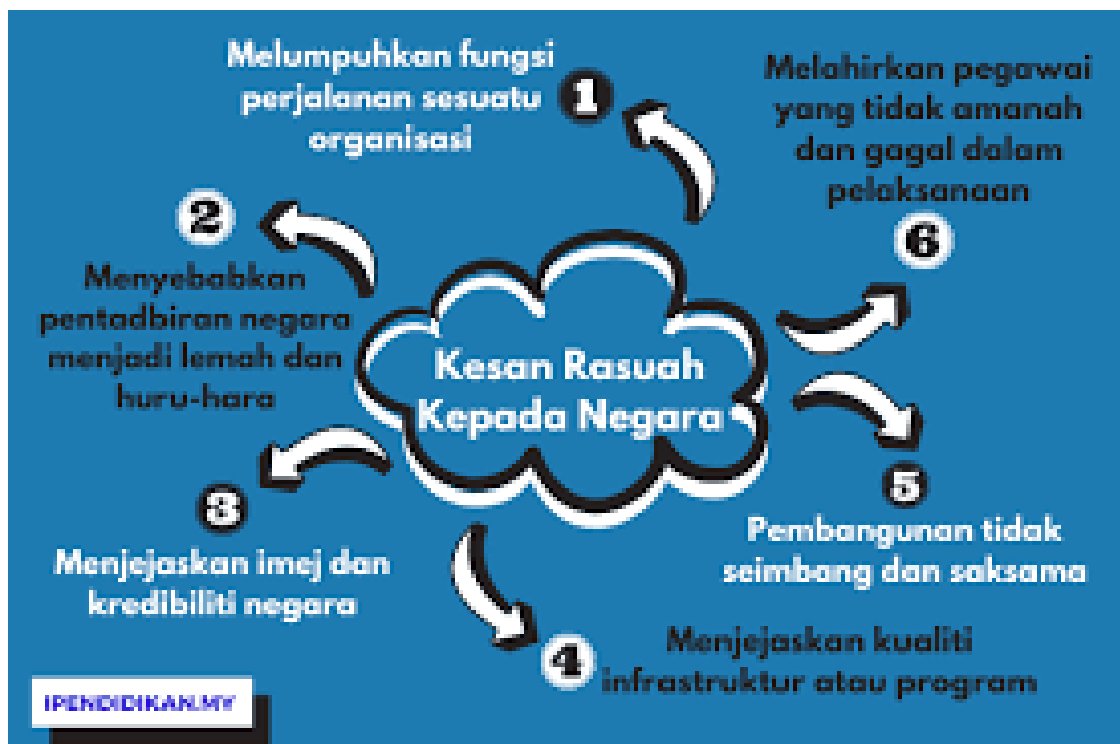 Kesan Rasuah
Kepada Negara
1
Melumpuhkan fungsi
perjalanan sesuatu
organisasi
2
Menyebabkan
pentadbiran negara
menjadi lemah dan
huru-hara
3
Menjejaskan imej dan
kredibiliti negara
4
Menjejaskan kualiti
infrastruktur atau program
5
Pembangunan tidak
seimbang dan saksama
6
Melahirkan pegawai
yang tidak amanah
dan gagal dalam
pelaksanaan
IPENDIDIKAN.MY